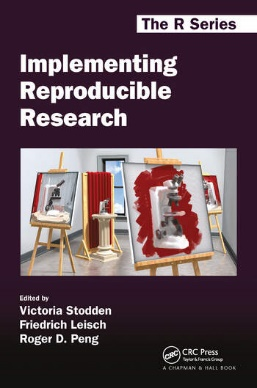 The R Series
Implementing
Reproducible
Research
Edited by
Victoria Stodden
Friedrich Leisch
Roger D. Peng
CRC
CRC Press
Taylor & Francis Group
A CHAPMAN & HALL BOOK